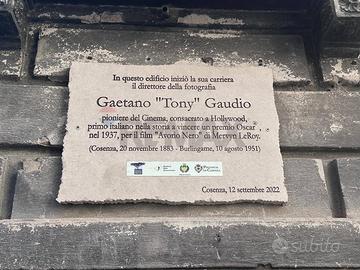 In questo edificio iniziò la sua carriera
il direttore della fotografia
Gaetano "Tony" Gaudio
pioniere del Cinema, consacrato a Hollywood,
primo italiano nella storia a vincere un premio Oscar,
nel 1937, per il film "Avorio Nero" di Mervyn LeRoy.
(Cosenza, 20 novembre 1883 - Burlingame, 10 agosto 1951)
Cosenza, 12 settembre 2022
subito